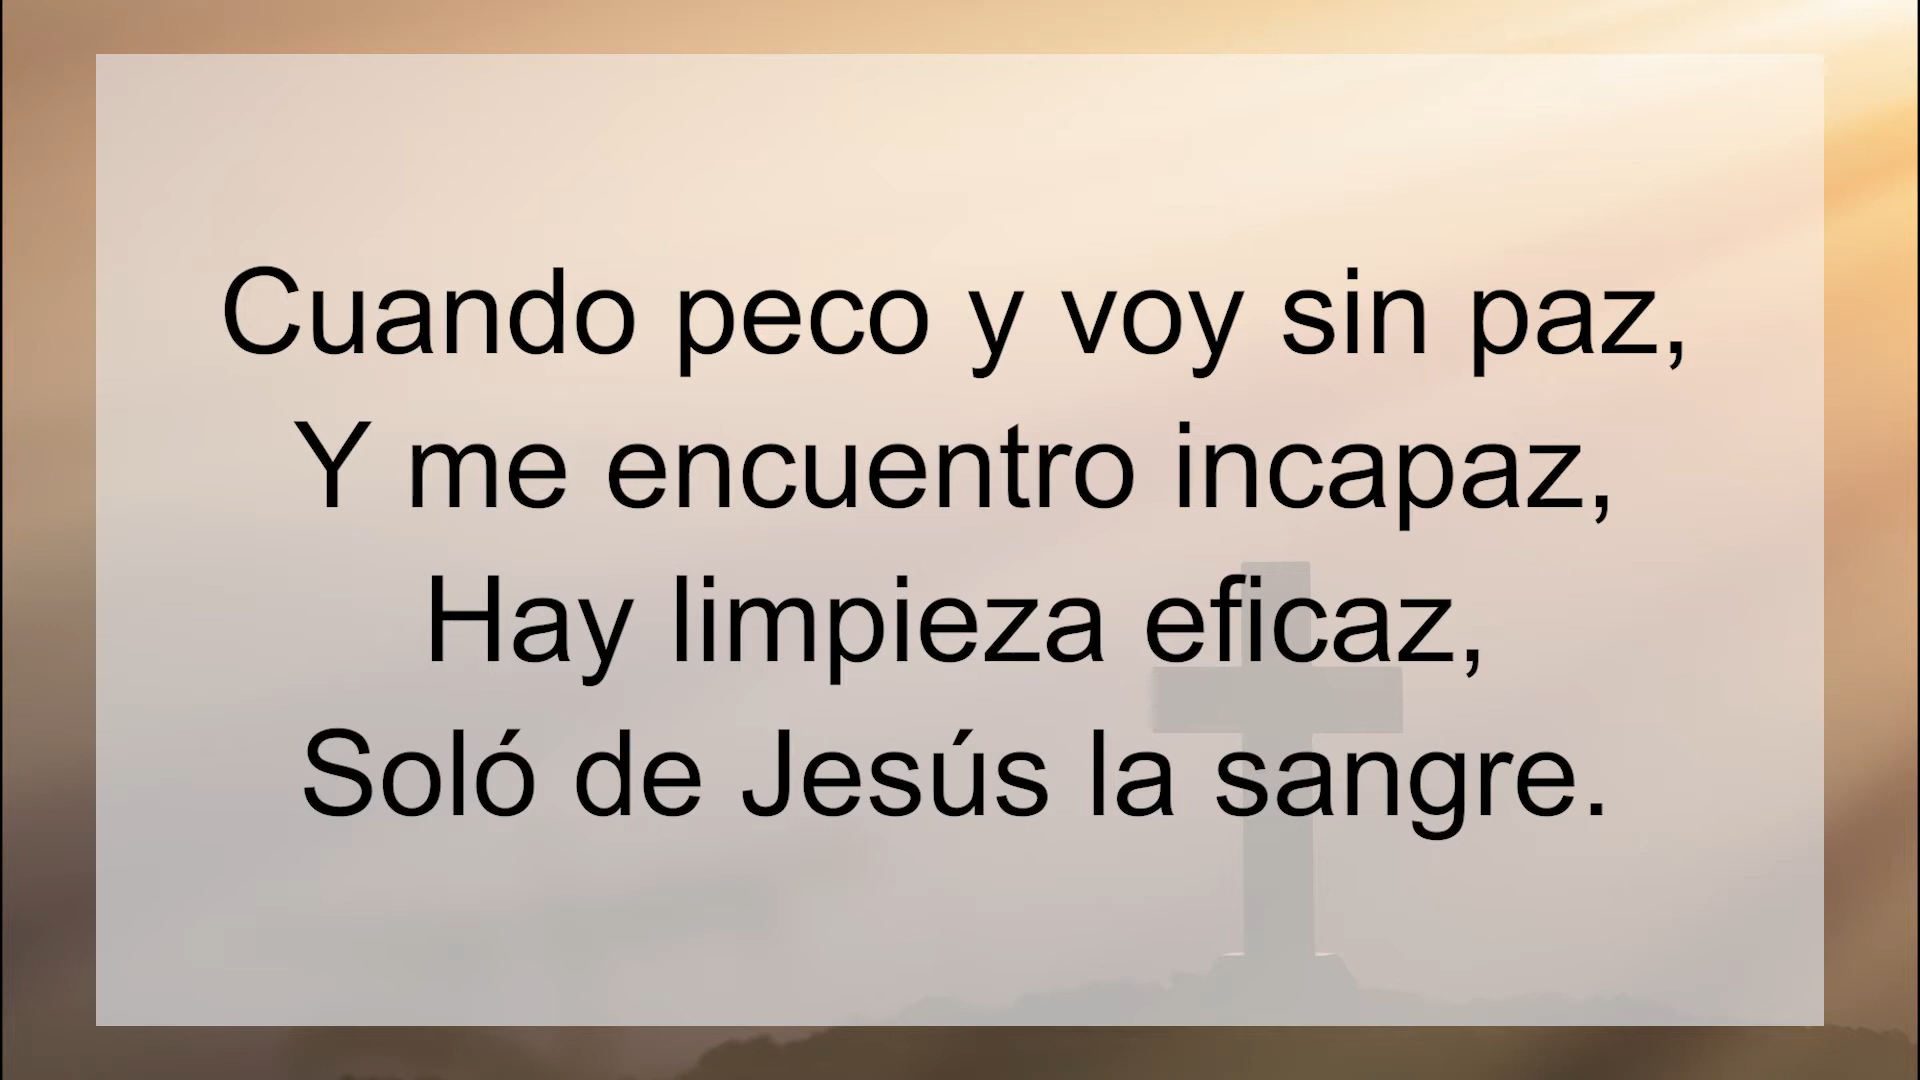 Cuando peco y voy sin paz,
Y me encuentro incapaz,
Hay limpieza eficaz,
Soló de Jesús la sangre.